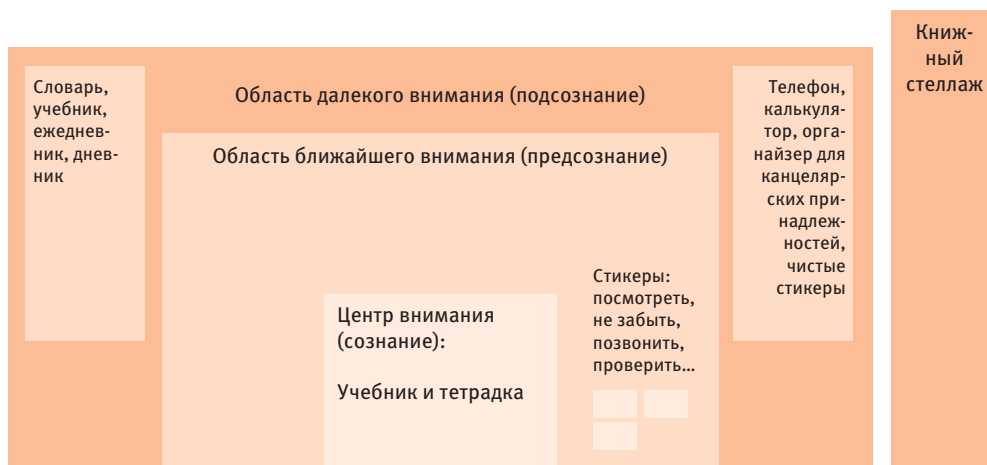 Книж-
ный
стеллаж
Словарь,
учебник,
ежеднев-
ник, днев-
ник
Область далекого внимания (подсознание)
Телефон,
калькуля-
тор, орга-
найзер для
канцеляр-
ских при-
надлеж-
ностей,
чистые
стикеры
Область ближайшего внимания (предсознание)
Стикеры:
посмотреть,
не забыть,
позвонить,
проверить...
Центр внимания
(сознание):
Учебник и тетрадка